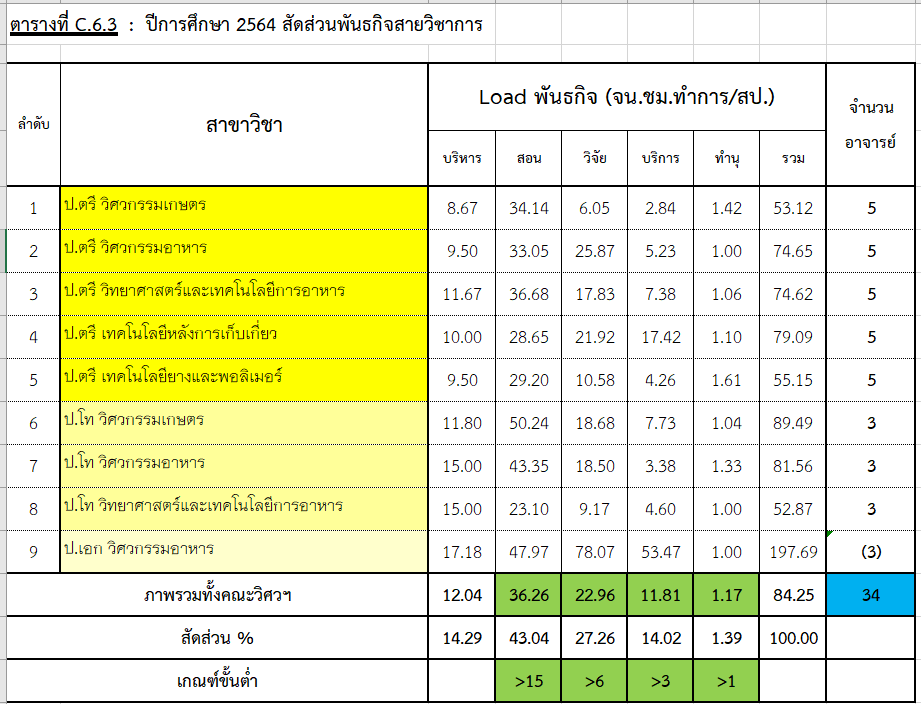 ตารางที่ C.6.3 : ปีการศึกษา 2564 สัดส่วนพันธกิจสายวิชาการ
ลำดับ สาขาวิชา Load พันธกิจ (จน.ชม.ทำการ/สป.) จำนวน
อาจารย์
บริหาร สอน วิจัย บริการ ทำนุ รวม
1 ป.ตรี วิศวกรรมเกษตร 8.67 34.14 6.05 2.84 1.42 53.12 5
2 ป.ตรี วิศวกรรมอาหาร 9.50 33.05 25.87 5.23 1.00 74.65 5
3 ป.ตรี วิทยาศาสตร์และเทคโนโลยีการอาหาร 11.67 36.68 17.83 7.38 1.06 74.62 5
4 ป.ตรี เทคโนโลยีหลังการเก็บเกี่ยว 10.00 28.65 21.92 17.42 1.10 79.09 5
5 ป.ตรี เทคโนโลยียางและพอลิเมอร์ 9.50 29.20 10.58 4.26 1.61 55.15 5
6 ป.โท วิศวกรรมเกษตร 11.80 50.24 18.68 7.73 1.04 89.49 3
7 ป.โท วิศวกรรมอาหาร 15.00 43.35 18.50 3.38 1.33 81.56 3
8 ป.โท วิทยาศาสตร์และเทคโนโลยีการอาหาร 15.00 23.10 9.17 4.60 1.00 52.87 3
9 ป.เอก วิศวกรรมอาหาร 17.18 47.97 78.07 53.47 1.00 197.69 (3)
ภาพรวมทั้งคณะวิศวฯ 12.04 36.26 22.96 11.81 1.17 84.25 34
สัดส่วน % 14.29 43.04 27.26 14.02 1.39 100.00
เกณฑ์ขั้นต่ำ >15 >6 >3 >1